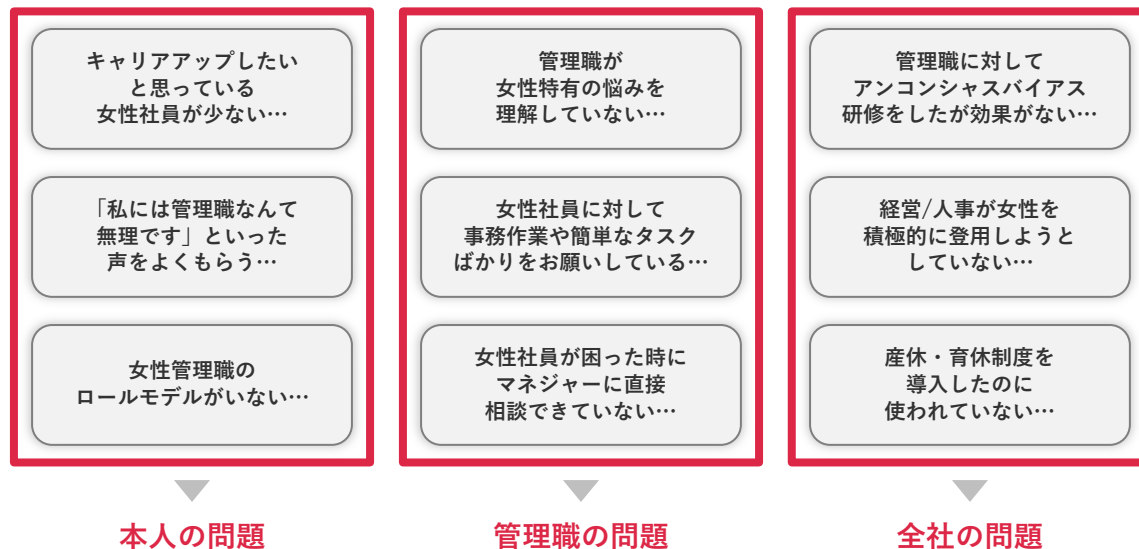 キャリアアップしたい
と思っている
女性社員が少ない…
「私には管理職なんて
無理です」といった
声をよくもらう…
女性管理職の
ロールモデルがいない…
本人の問題
管理職が
女性特有の悩みを
理解していない…
女性社員に対して
事務作業や簡単なタスク
ばかりをお願いしている…
女性社員が困った時に
マネジャーに直接
相談できていない…
管理職の問題
管理職に対して
アンコンシャスバイアス
研修をしたが効果がない…
経営/人事が女性を
積極的に登用しようと
していない…
産休・育休制度を
導入したのに
使われていない…
全社の問題